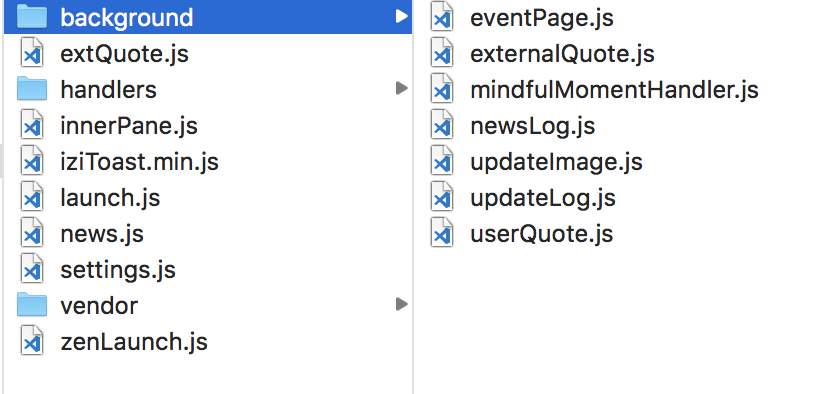 background
extQuote.js
handlers
innerPane.js
iziToast.min.js
launch.js
news.js
settings.js
vendor
zenLaunch.js
eventPage.js
externalQuote.js
mindfulMomentHandler.js
newsLog.js
updateImage.js
updateLog.js
userQuote.js